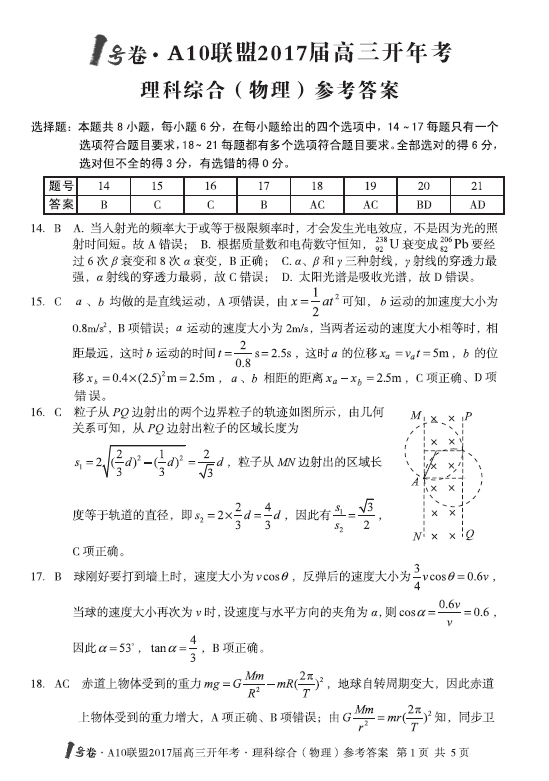 1号卷·A10联盟2017届高三开年考
理科综合(物理)参考答案
选择题：本题共8小题，每小题6分，在每小题给出的四个选项中，14～17每题只有一个
选项符合题目要求，18～21每题都有多个选项符合题目要求。全部选对的得6分，
选对但不全的得3分，有选错的得0分。
题号 14 15 16 17 18 19 20 21
答案 B C C B AC AC BD AD
14. B A. 当入射光的频率大于或等于极限频率时，才会发生光电效应，不是因为光的照
射时间短。故A错误； B. 根据质量数和电荷数守恒知，²³⁸₉₂U衰变成²⁰⁶₈₂Pb要经
过6次β衰变和8次α衰变，B正确； C. α、β和γ三种射线，γ射线的穿透力最
强，α射线的穿透力最弱，故C错误； D. 太阳光谱是吸收光谱，故D错误。
15. C a、b均做的是直线运动，A项错误，由x=1/2at²可知，b运动的加速度大小为
0.8m/s²，B项错误；a运动的速度大小为2m/s，当两者运动的速度大小相等时，相
距最远，这时b运动的时间t=2/0.8 s=2.5s，这时a的位移xₐ=vₐt=5m，b的位
移x_b=0.4×(2.5)²m=2.5m，a、b相距的距离xₐ-x_b=2.5m，C项正确、D项
错误。
16. C 粒子从PQ边射出的两个边界粒子的轨迹如图所示，由几何
关系可知，从PQ边射出粒子的区域长度为
s₁=2√((2/3d)²-(1/3d)²)=2/√3d，粒子从MN边射出的区域长
度等于轨道的直径，即s₂=2×2/3d=4/3d，因此有s₁/s₂=√3/2，
C项正确。
M P
A
N Q
17. B 球刚好要打到墙上时，速度大小为vcosθ，反弹后的速度大小为3/4vcosθ=0.6v，
当球的速度大小再次为v时，设速度与水平方向的夹角为α，则cosα=0.6v/v=0.6，
因此α=53°，tanα=4/3，B项正确。
18. AC 赤道上物体受到的重力mg=GMm/R²-mR(2π/T)²，地球自转周期变大，因此赤道
上物体受到的重力增大，A项正确、B项错误；由GMm/r²=mr(2π/T)²知，同步卫
1号卷·A10联盟2017届高三开年考·理科综合(物理)参考答案 第1页 共5页